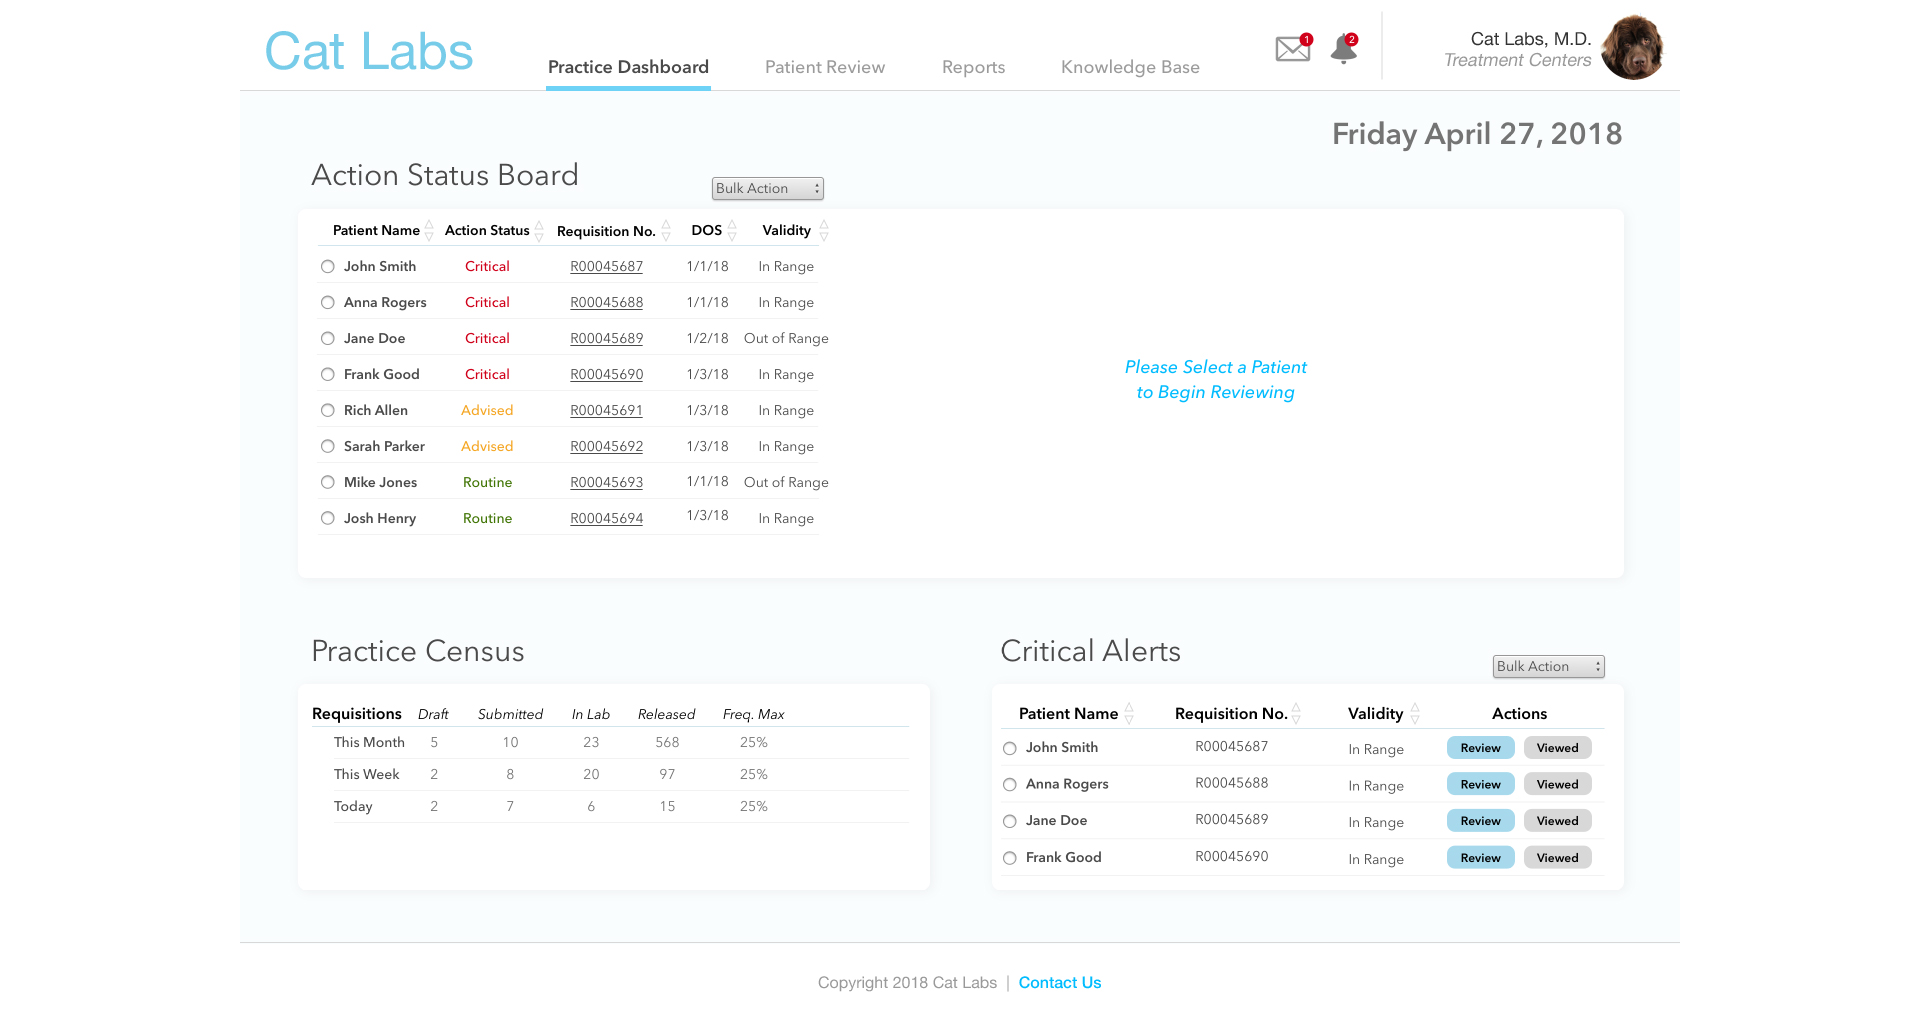 Cat Labs
Practice Dashboard Patient Review Reports Knowledge Base
1 2
Cat Labs, M.D.
Treatment Centers
Friday April 27, 2018
Action Status Board
Bulk Action
Patient Name Action Status Requisition No. DOS Validity
John Smith Critical R00045687 1/1/18 In Range
Anna Rogers Critical R00045688 1/1/18 In Range
Jane Doe Critical R00045689 1/2/18 Out of Range
Frank Good Critical R00045690 1/3/18 In Range
Rich Allen Advised R00045691 1/3/18 In Range
Sarah Parker Advised R00045692 1/3/18 In Range
Mike Jones Routine R00045693 1/1/18 Out of Range
Josh Henry Routine R00045694 1/3/18 In Range
Please Select a Patient
to Begin Reviewing
Practice Census
Requisitions Draft Submitted In Lab Released Freq. Max
This Month 5 10 23 568 25%
This Week 2 8 20 97 25%
Today 2 7 6 15 25%
Critical Alerts
Bulk Action
Patient Name Requisition No. Validity Actions
John Smith R00045687 In Range Review Viewed
Anna Rogers R00045688 In Range Review Viewed
Jane Doe R00045689 In Range Review Viewed
Frank Good R00045690 In Range Review Viewed
Copyright 2018 Cat Labs | Contact Us